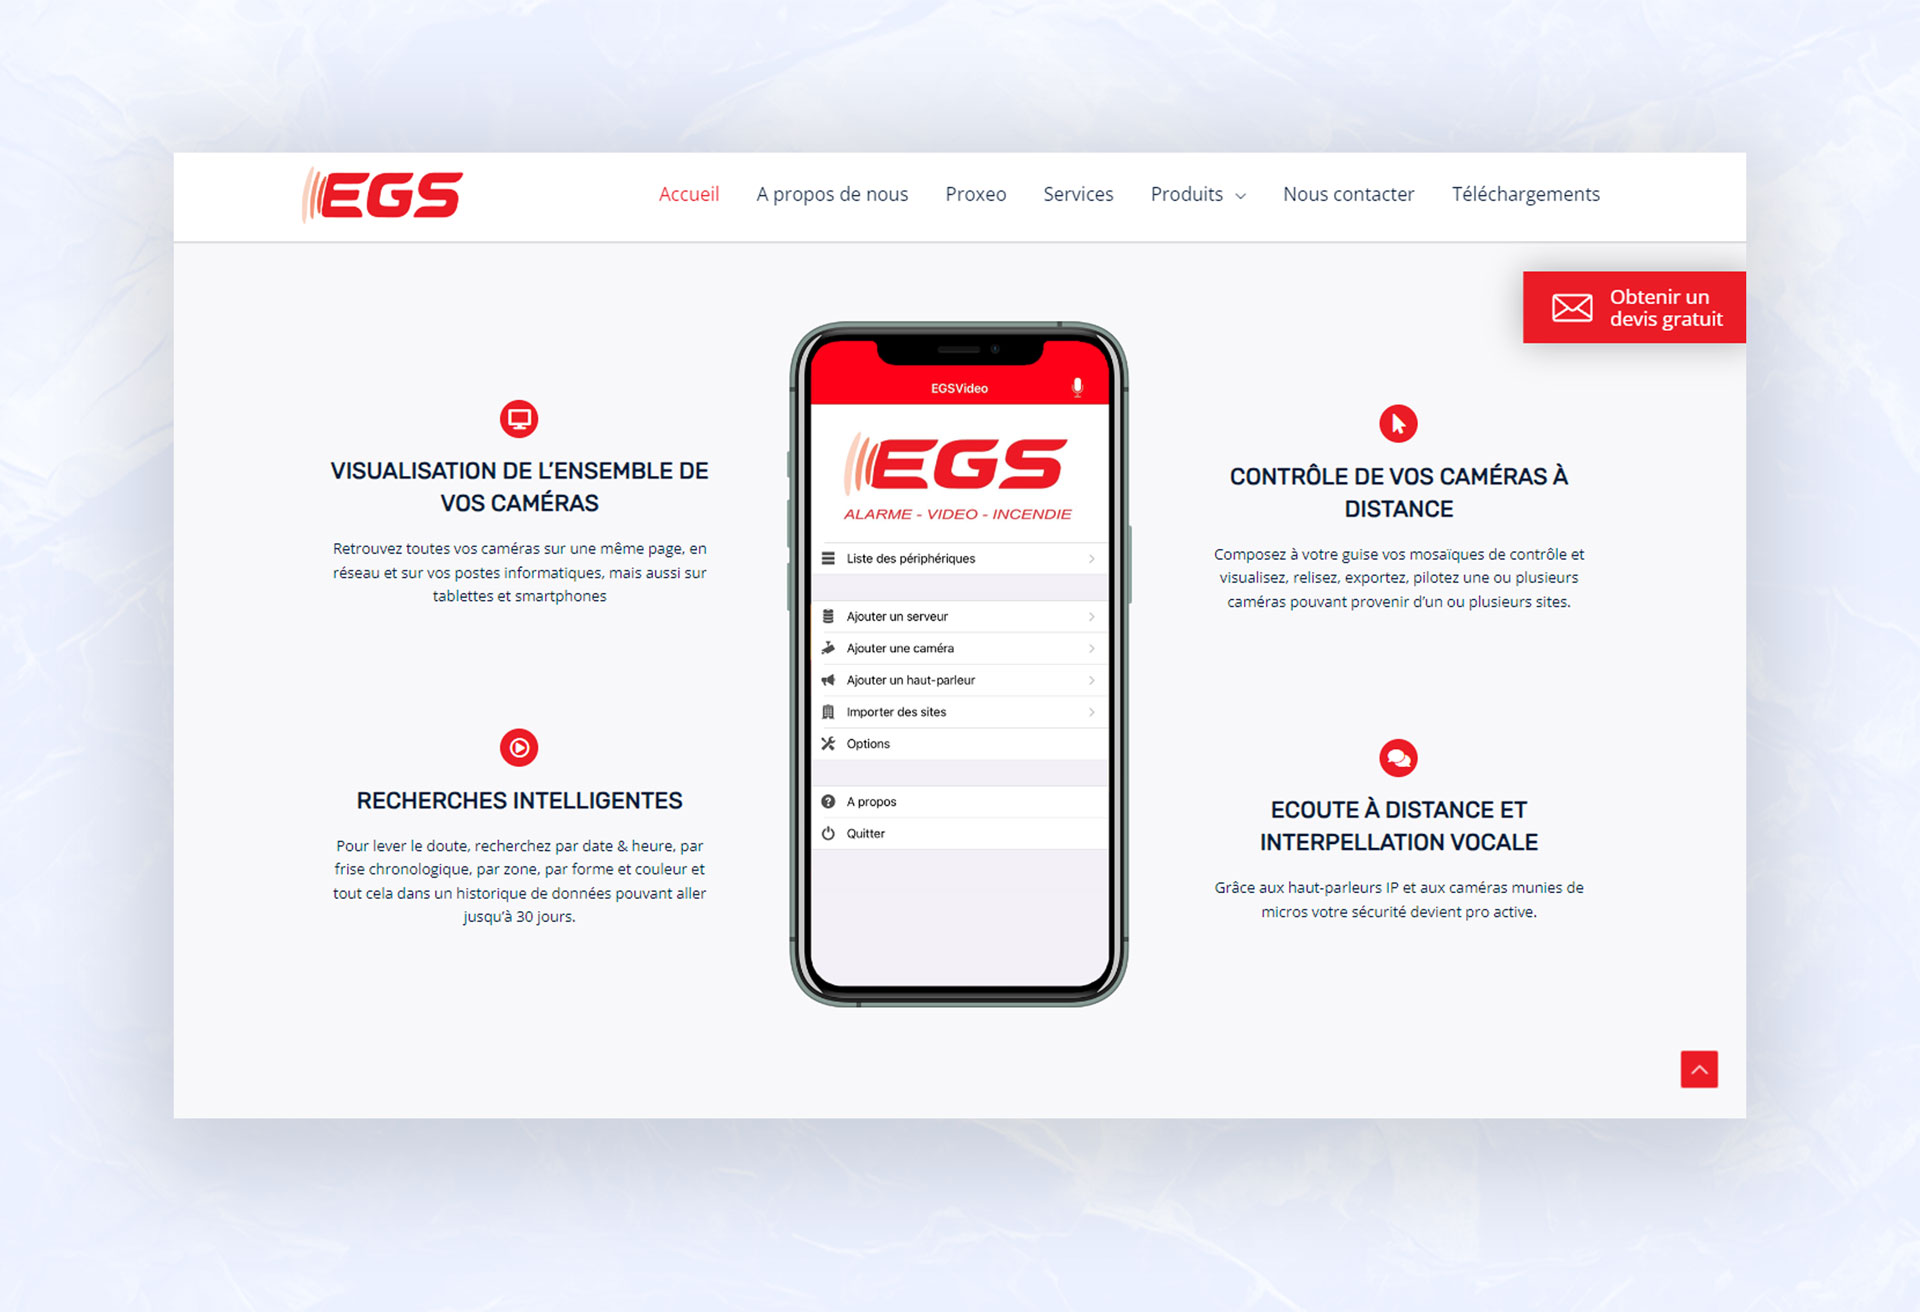 EGS
Accueil
A propos de nous
Proxeo
Services
Produits
Nous contacter
Téléchargements
Obtenir un
devis gratuit
VISUALISATION DE L’ENSEMBLE DE
VOS CAMÉRAS
Retrouvez toutes vos caméras sur une même page, en
réseau et sur vos postes informatiques, mais aussi sur
tablettes et smartphones
RECHERCHES INTELLIGENTES
Pour lever le doute, recherchez par date & heure, par
frise chronologique, par zone, par forme et couleur et
tout cela dans un historique de données pouvant aller
jusqu’à 30 jours.
EGSVideo
EGS
ALARME - VIDEO - INCENDIE
Liste des périphériques
Ajouter un serveur
Ajouter une caméra
Ajouter un haut-parleur
Importer des sites
Options
A propos
Quitter
CONTRÔLE DE VOS CAMÉRAS À
DISTANCE
Composez à votre guise vos mosaïques de contrôle et
visualisez, relisez, exportez, pilotez une ou plusieurs
caméras pouvant provenir d’un ou plusieurs sites.
ECOUTE À DISTANCE ET
INTERPELLATION VOCALE
Grâce aux haut-parleurs IP et aux caméras munies de
micros votre sécurité devient pro active.